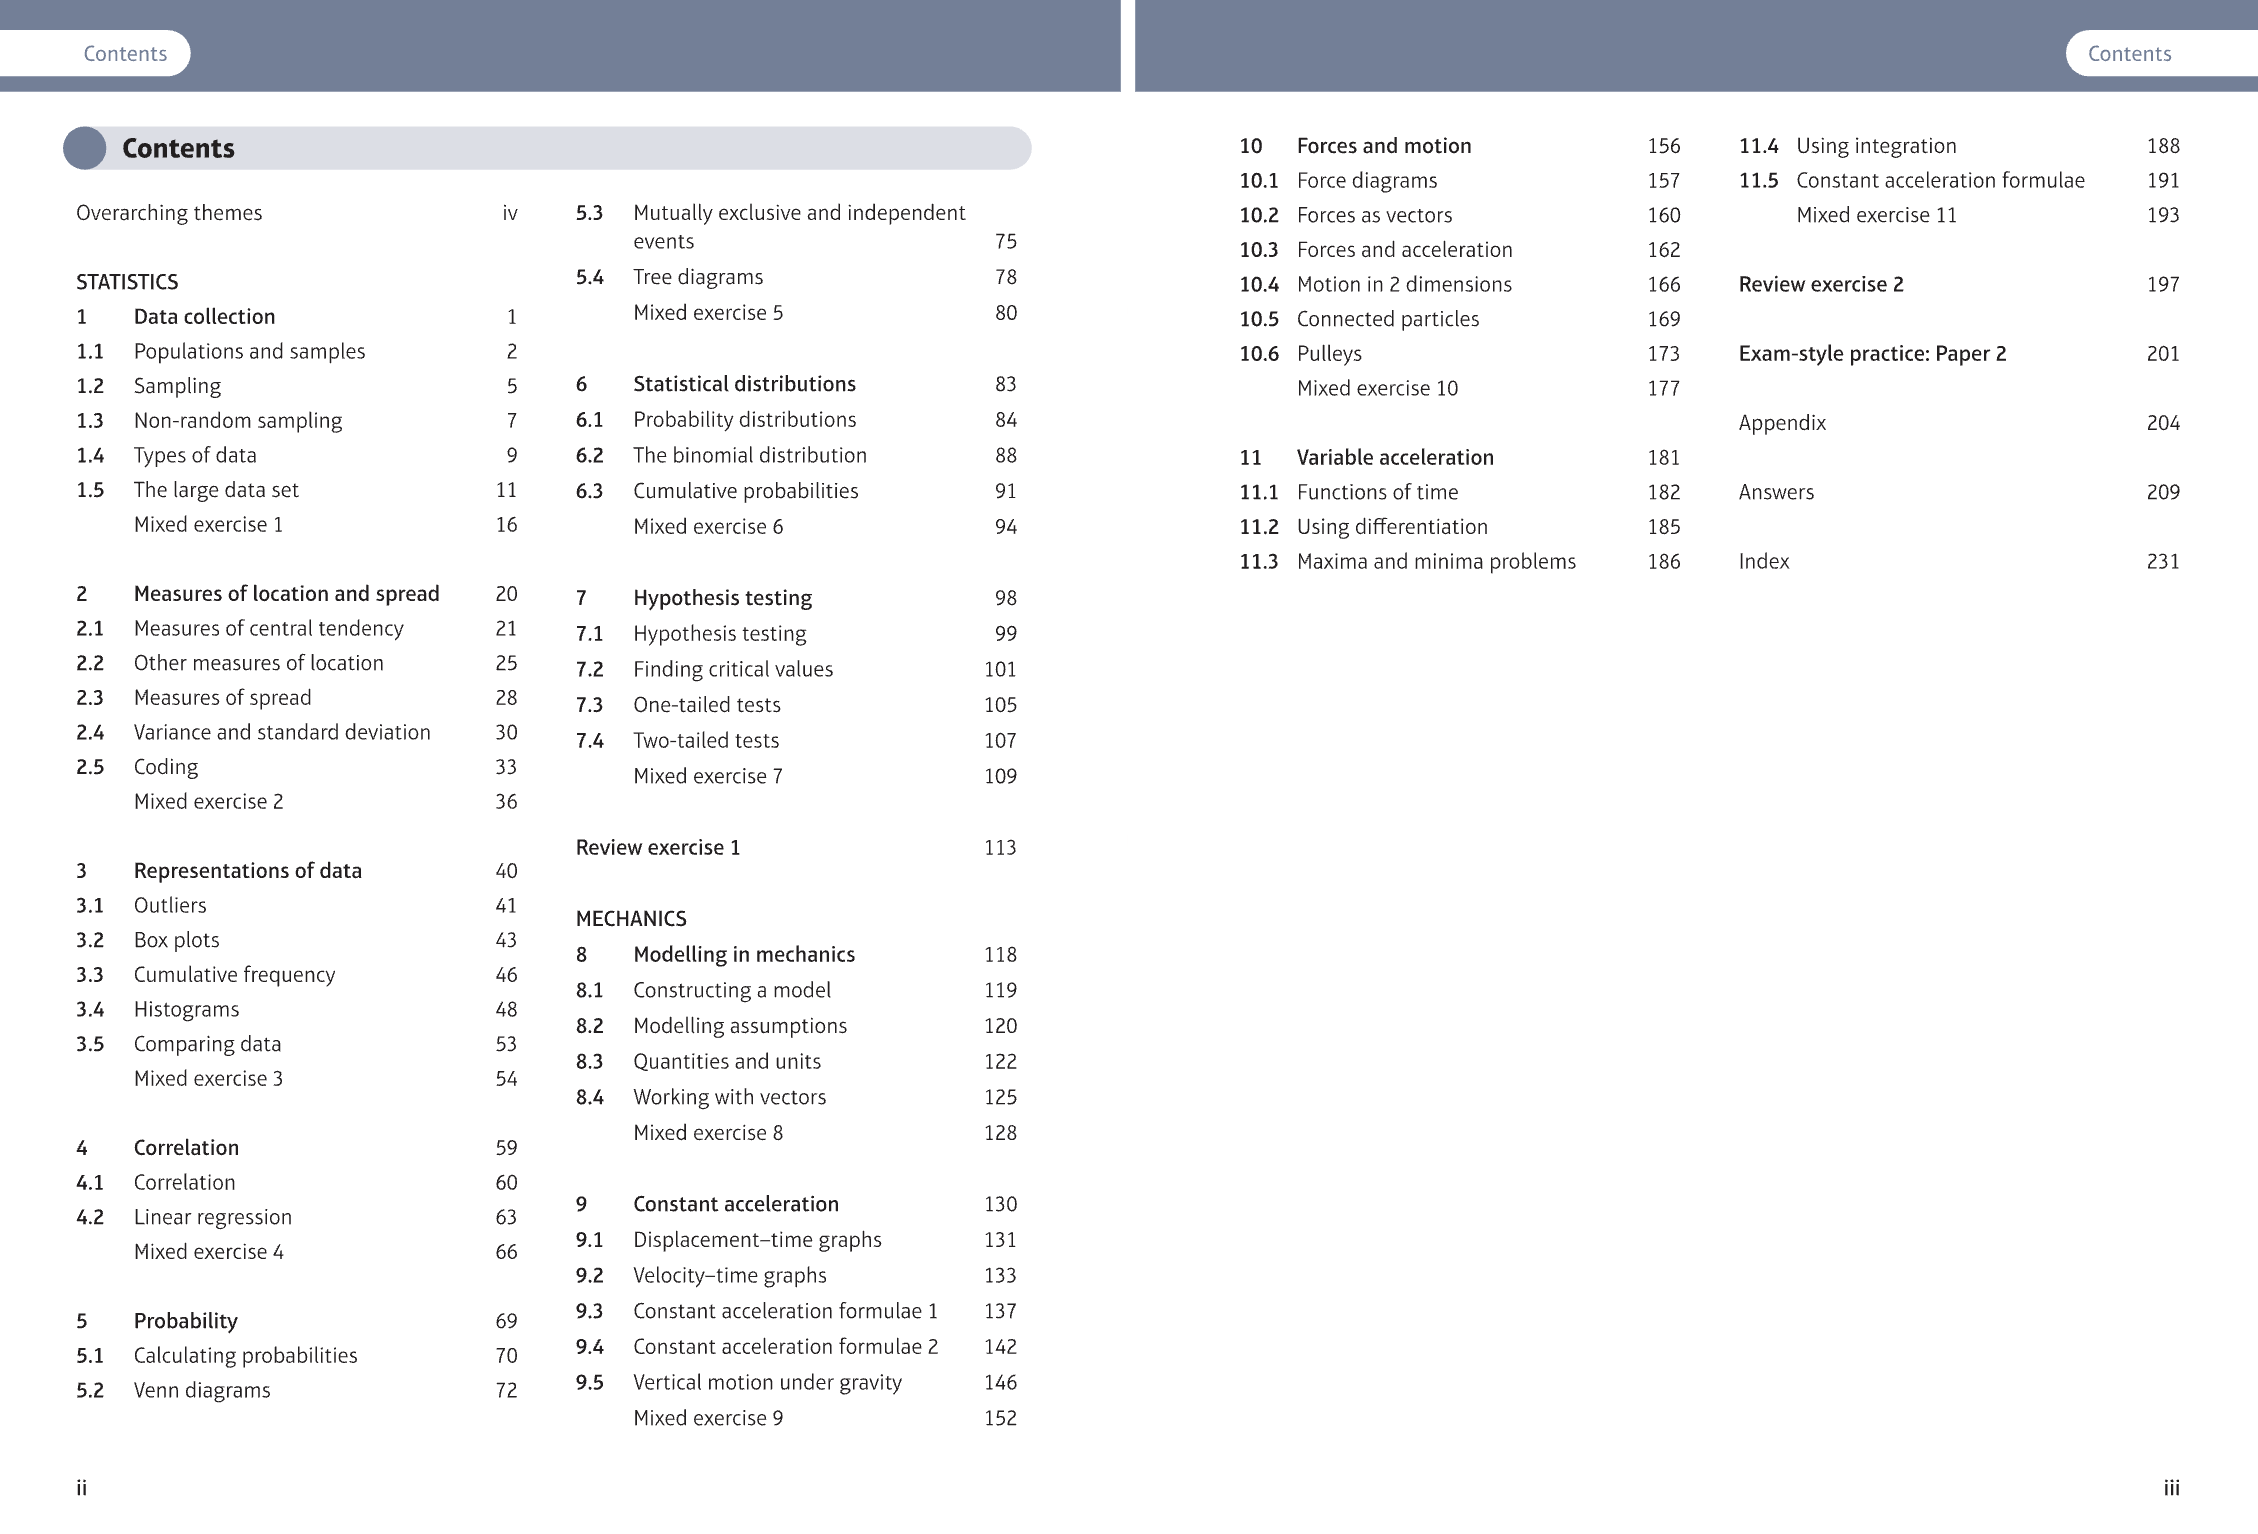 Contents
Contents
Contents
Overarching themes iv
STATISTICS
1 Data collection 1
1.1 Populations and samples 2
1.2 Sampling 5
1.3 Non-random sampling 7
1.4 Types of data 9
1.5 The large data set 11
Mixed exercise 1 16
2 Measures of location and spread 20
2.1 Measures of central tendency 21
2.2 Other measures of location 25
2.3 Measures of spread 28
2.4 Variance and standard deviation 30
2.5 Coding 33
Mixed exercise 2 36
3 Representations of data 40
3.1 Outliers 41
3.2 Box plots 43
3.3 Cumulative frequency 46
3.4 Histograms 48
3.5 Comparing data 53
Mixed exercise 3 54
4 Correlation 59
4.1 Correlation 60
4.2 Linear regression 63
Mixed exercise 4 66
5 Probability 69
5.1 Calculating probabilities 70
5.2 Venn diagrams 72
5.3 Mutually exclusive and independent
events 75
5.4 Tree diagrams 78
Mixed exercise 5 80
6 Statistical distributions 83
6.1 Probability distributions 84
6.2 The binomial distribution 88
6.3 Cumulative probabilities 91
Mixed exercise 6 94
7 Hypothesis testing 98
7.1 Hypothesis testing 99
7.2 Finding critical values 101
7.3 One-tailed tests 105
7.4 Two-tailed tests 107
Mixed exercise 7 109
Review exercise 1 113
MECHANICS
8 Modelling in mechanics 118
8.1 Constructing a model 119
8.2 Modelling assumptions 120
8.3 Quantities and units 122
8.4 Working with vectors 125
Mixed exercise 8 128
9 Constant acceleration 130
9.1 Displacement–time graphs 131
9.2 Velocity–time graphs 133
9.3 Constant acceleration formulae 1 137
9.4 Constant acceleration formulae 2 142
9.5 Vertical motion under gravity 146
Mixed exercise 9 152
10 Forces and motion 156
10.1 Force diagrams 157
10.2 Forces as vectors 160
10.3 Forces and acceleration 162
10.4 Motion in 2 dimensions 166
10.5 Connected particles 169
10.6 Pulleys 173
Mixed exercise 10 177
11 Variable acceleration 181
11.1 Functions of time 182
11.2 Using differentiation 185
11.3 Maxima and minima problems 186
11.4 Using integration 188
11.5 Constant acceleration formulae 191
Mixed exercise 11 193
Review exercise 2 197
Exam-style practice: Paper 2 201
Appendix 204
Answers 209
Index 231
ii
iii